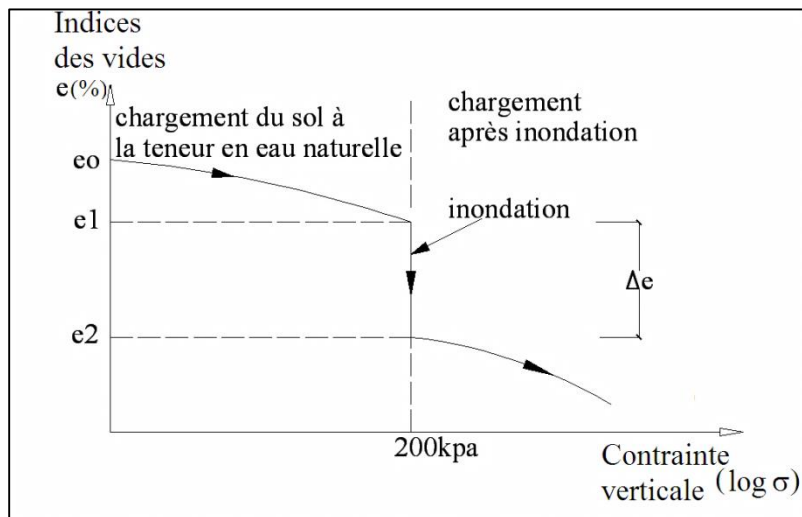 Indices
des vides
e(%)
chargement du sol à
la teneur en eau naturelle
chargement
après inondation
eo
e1
inondation
Δe
e2
200kpa
Contrainte
verticale (log σ)